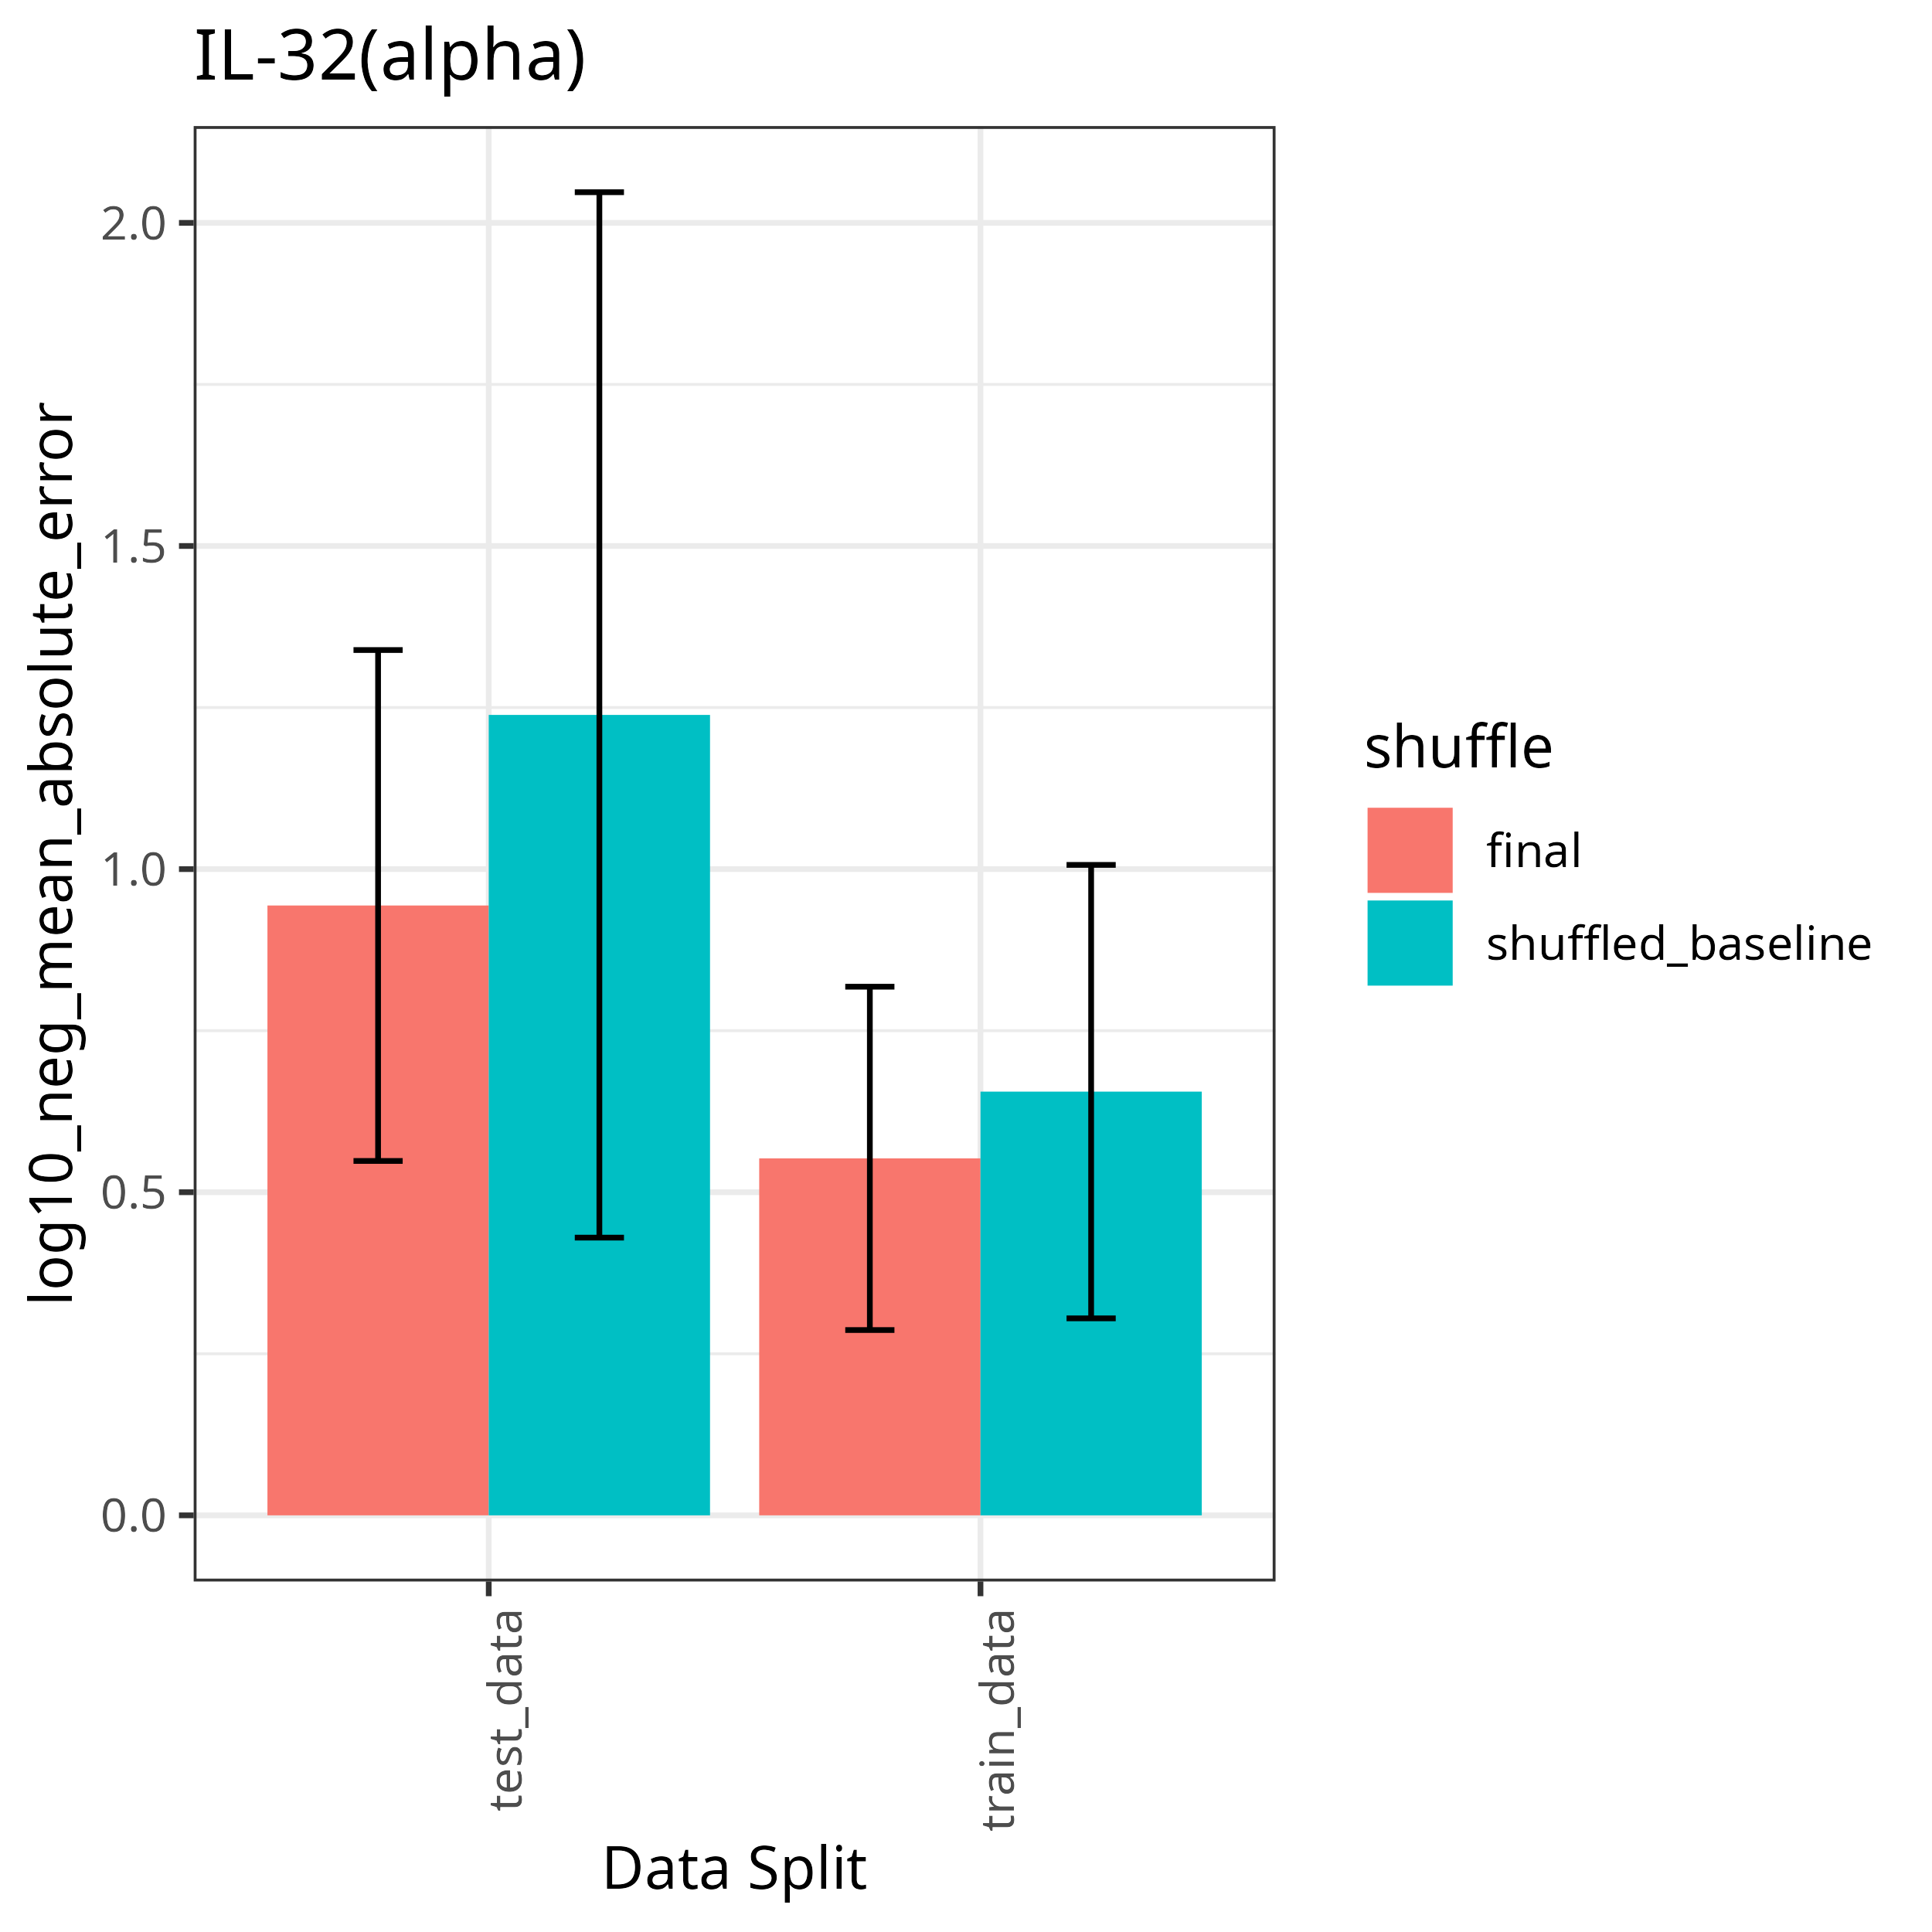 IL-32(alpha)
log10_neg_mean_absolute_error
2.0
1.5
1.0
0.5
0.0
test_data
train_data
Data Split
shuffle
final
shuffled_baseline